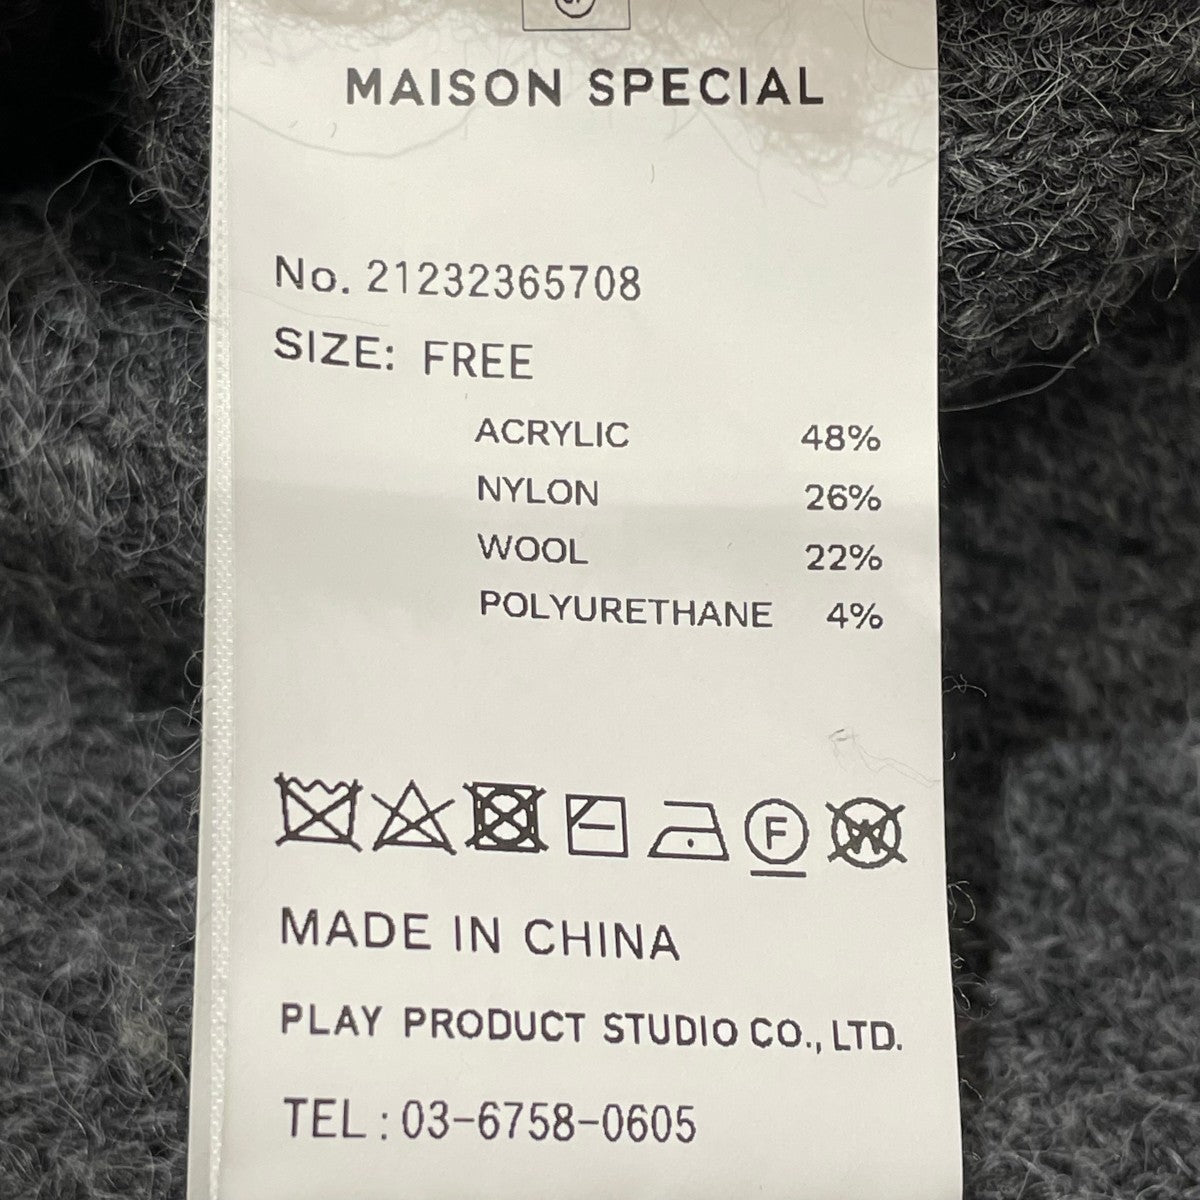 MAISON SPECIAL
No. 21232365708
SIZE: FREE
ACRYLIC 48%
NYLON 26%
WOOL 22%
POLYURETHANE 4%
F W
MADE IN CHINA
PLAY PRODUCT STUDIO CO., LTD.
TEL : 03-6758-0605